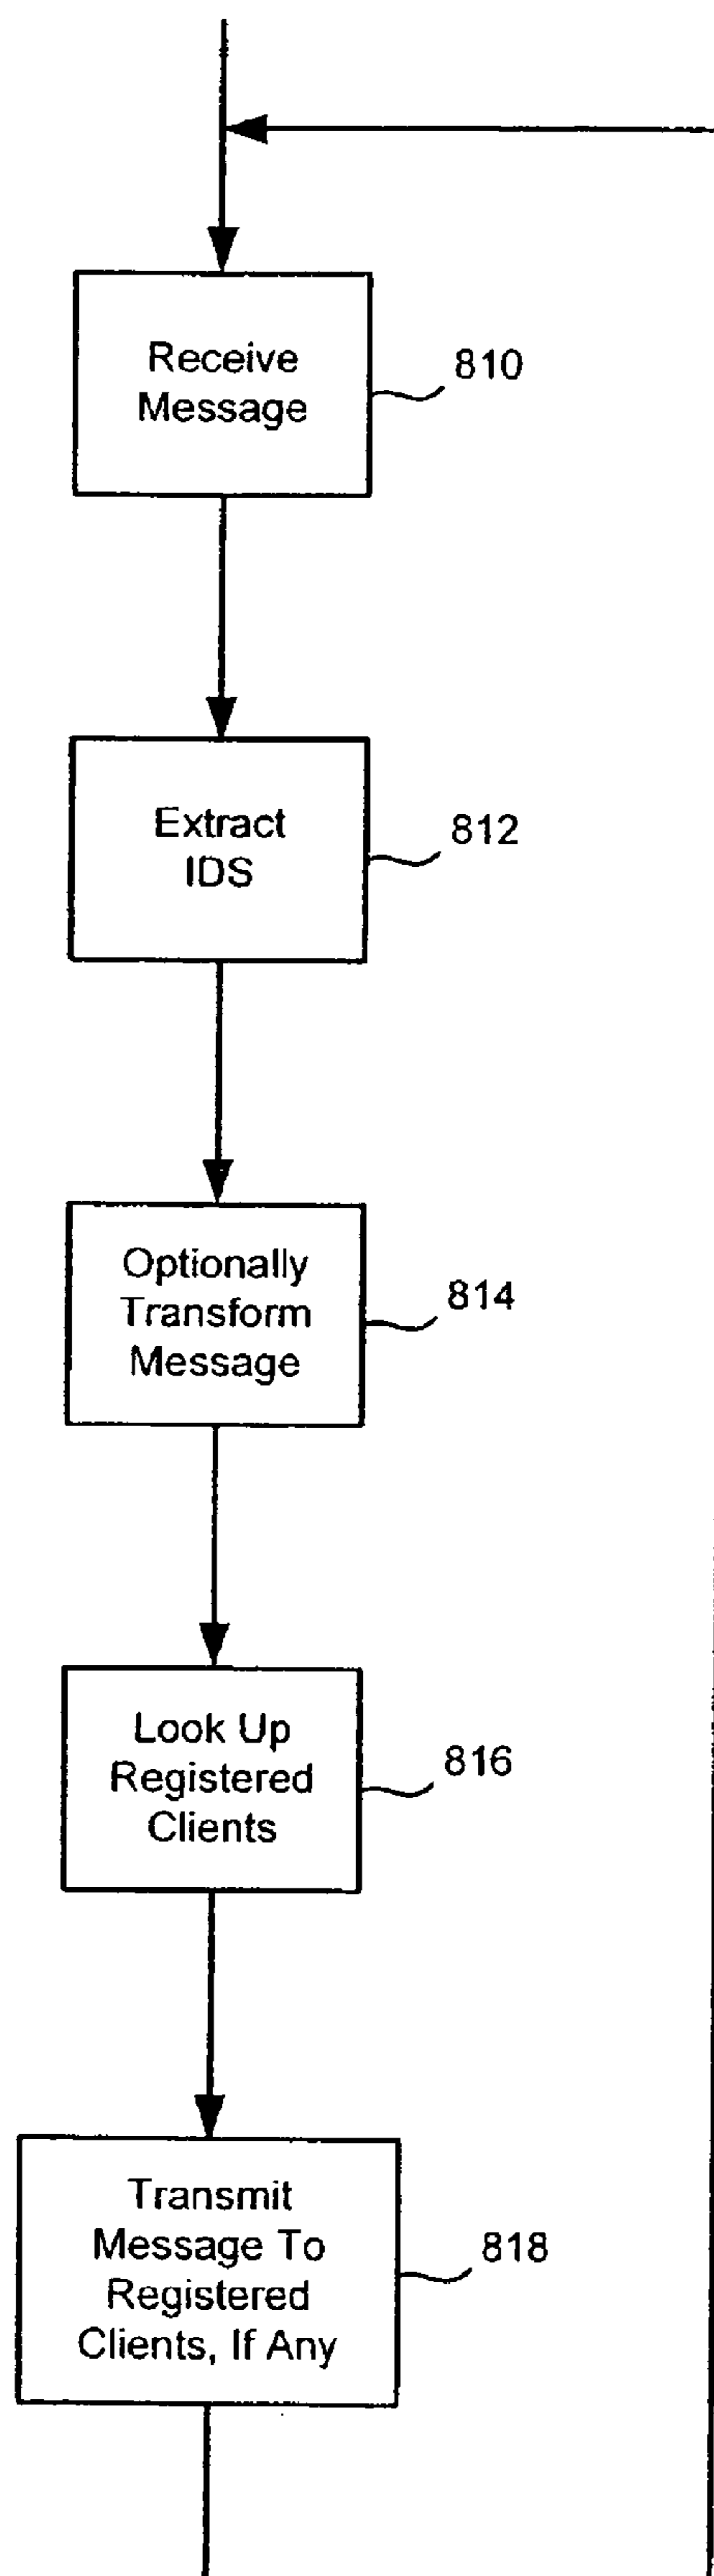 Receive
Message
810
Extract
IDS
812
Optionally
Transform
Message
814
Look Up
Registered
Clients
816
Transmit
Message To
Registered
Clients, If Any
818